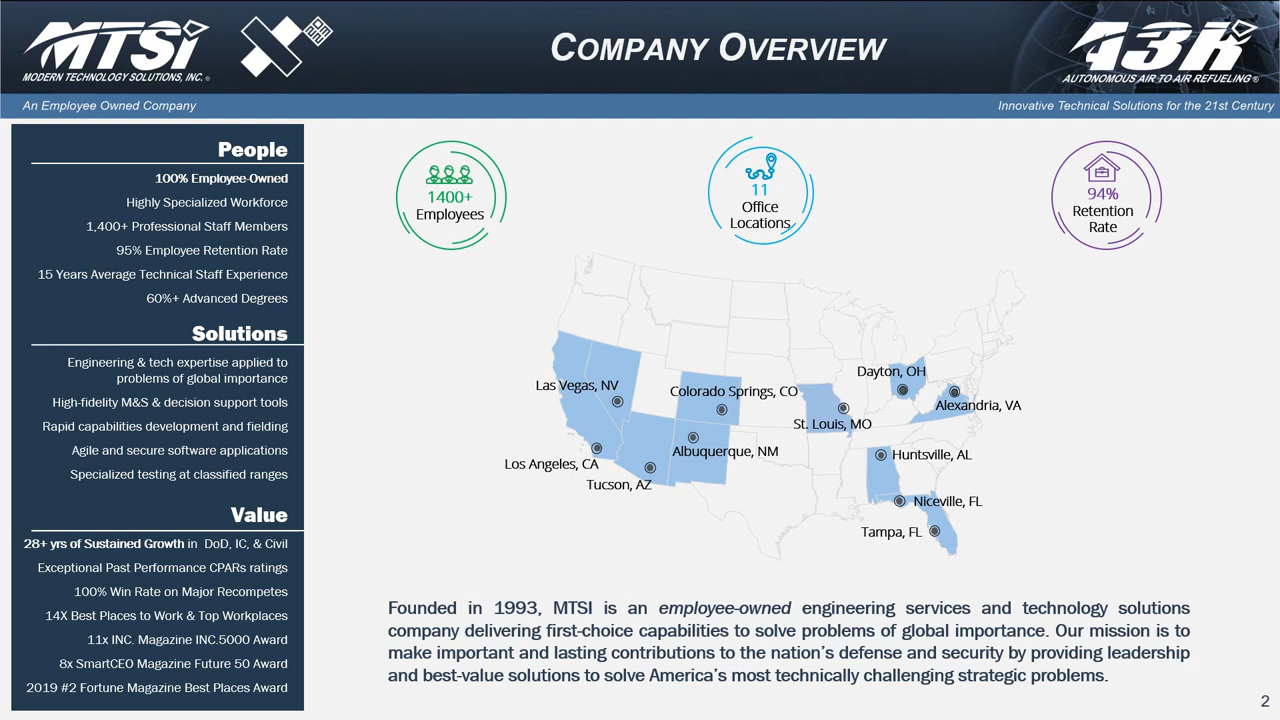 MTSi
MODERN TECHNOLOGY SOLUTIONS, INC.®
COMPANY OVERVIEW
A3R
AUTONOMOUS AIR TO AIR REFUELING®
An Employee Owned Company
Innovative Technical Solutions for the 21st Century
People
100% Employee-Owned
Highly Specialized Workforce
1,400+ Professional Staff Members
95% Employee Retention Rate
15 Years Average Technical Staff Experience
60%+ Advanced Degrees
Solutions
Engineering & tech expertise applied to
problems of global importance
High-fidelity M&S & decision support tools
Rapid capabilities development and fielding
Agile and secure software applications
Specialized testing at classified ranges
Value
28+ yrs of Sustained Growth in DoD, IC, & Civil
Exceptional Past Performance CPARs ratings
100% Win Rate on Major Recompetes
14X Best Places to Work & Top Workplaces
11x INC. Magazine INC.5000 Award
8x SmartCEO Magazine Future 50 Award
2019 #2 Fortune Magazine Best Places Award
1400+
Employees
11
Office
Locations
94%
Retention
Rate
Las Vegas, NV
Colorado Springs, CO
Dayton, OH
Alexandria, VA
St. Louis, MO
Los Angeles, CA
Albuquerque, NM
Huntsville, AL
Tucson, AZ
Niceville, FL
Tampa, FL
Founded in 1993, MTSI is an employee-owned engineering services and technology solutions
company delivering first-choice capabilities to solve problems of global importance. Our mission is to
make important and lasting contributions to the nation's defense and security by providing leadership
and best-value solutions to solve America's most technically challenging strategic problems.
2